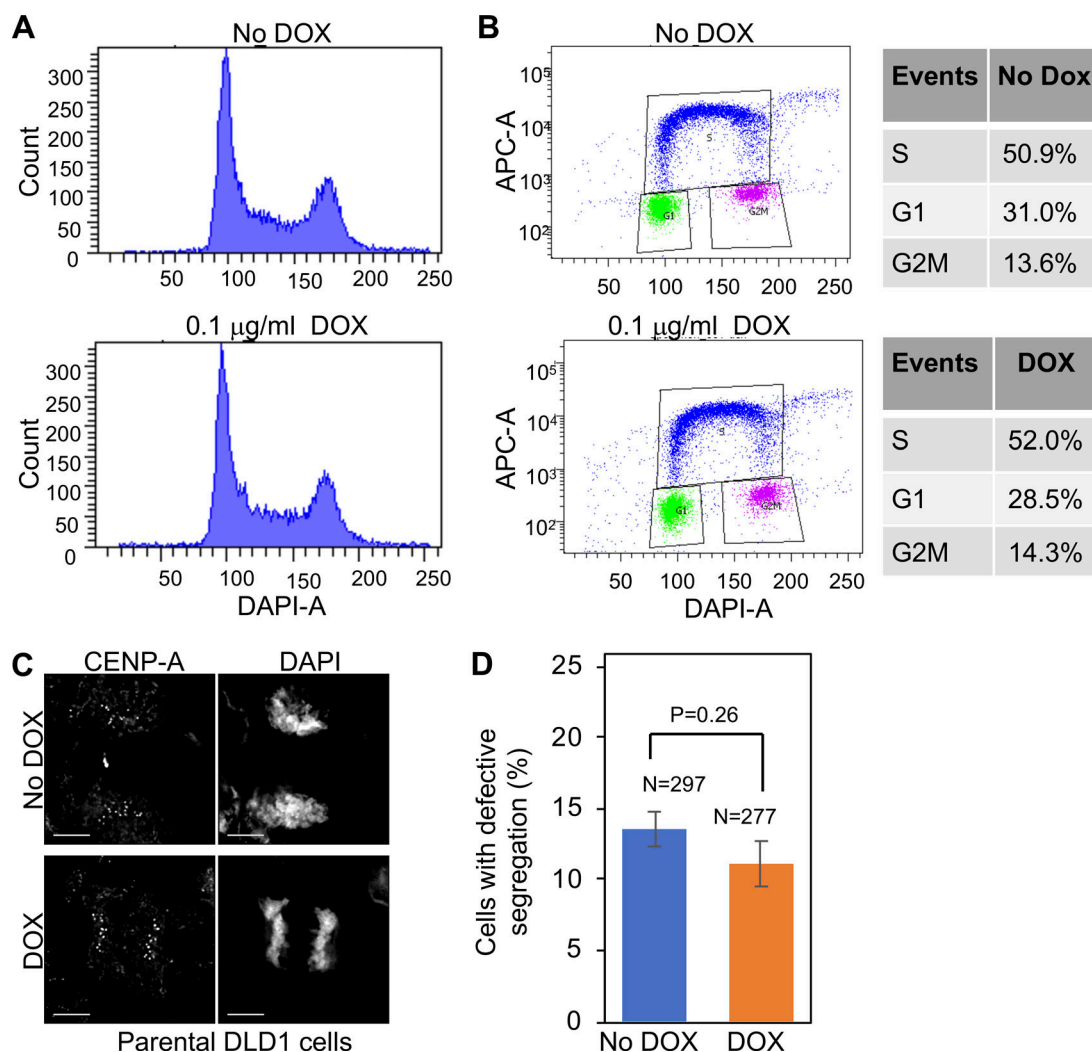 A
No DOX
Count
300
250
200
150
100
50
0
50 100 150 200 250
0.1 µg/ml DOX
Count
300
250
200
150
100
50
0
50 100 150 200 250
DAPI-A
B
No DOX
APC-A
10⁵
10⁴
10³
10²
S
G1
G2M
50 100 150 200 250
0.1 µg/ml DOX
APC-A
10⁵
10⁴
10³
10²
S
G1
G2M
50 100 150 200 250
DAPI-A
Events No Dox
S 50.9%
G1 31.0%
G2M 13.6%
Events DOX
S 52.0%
G1 28.5%
G2M 14.3%
C
CENP-A DAPI
No DOX
DOX
Parental DLD1 cells
D
Cells with defective
segregation (%)
25
20
15
10
5
0
P=0.26
N=297
N=277
No DOX DOX